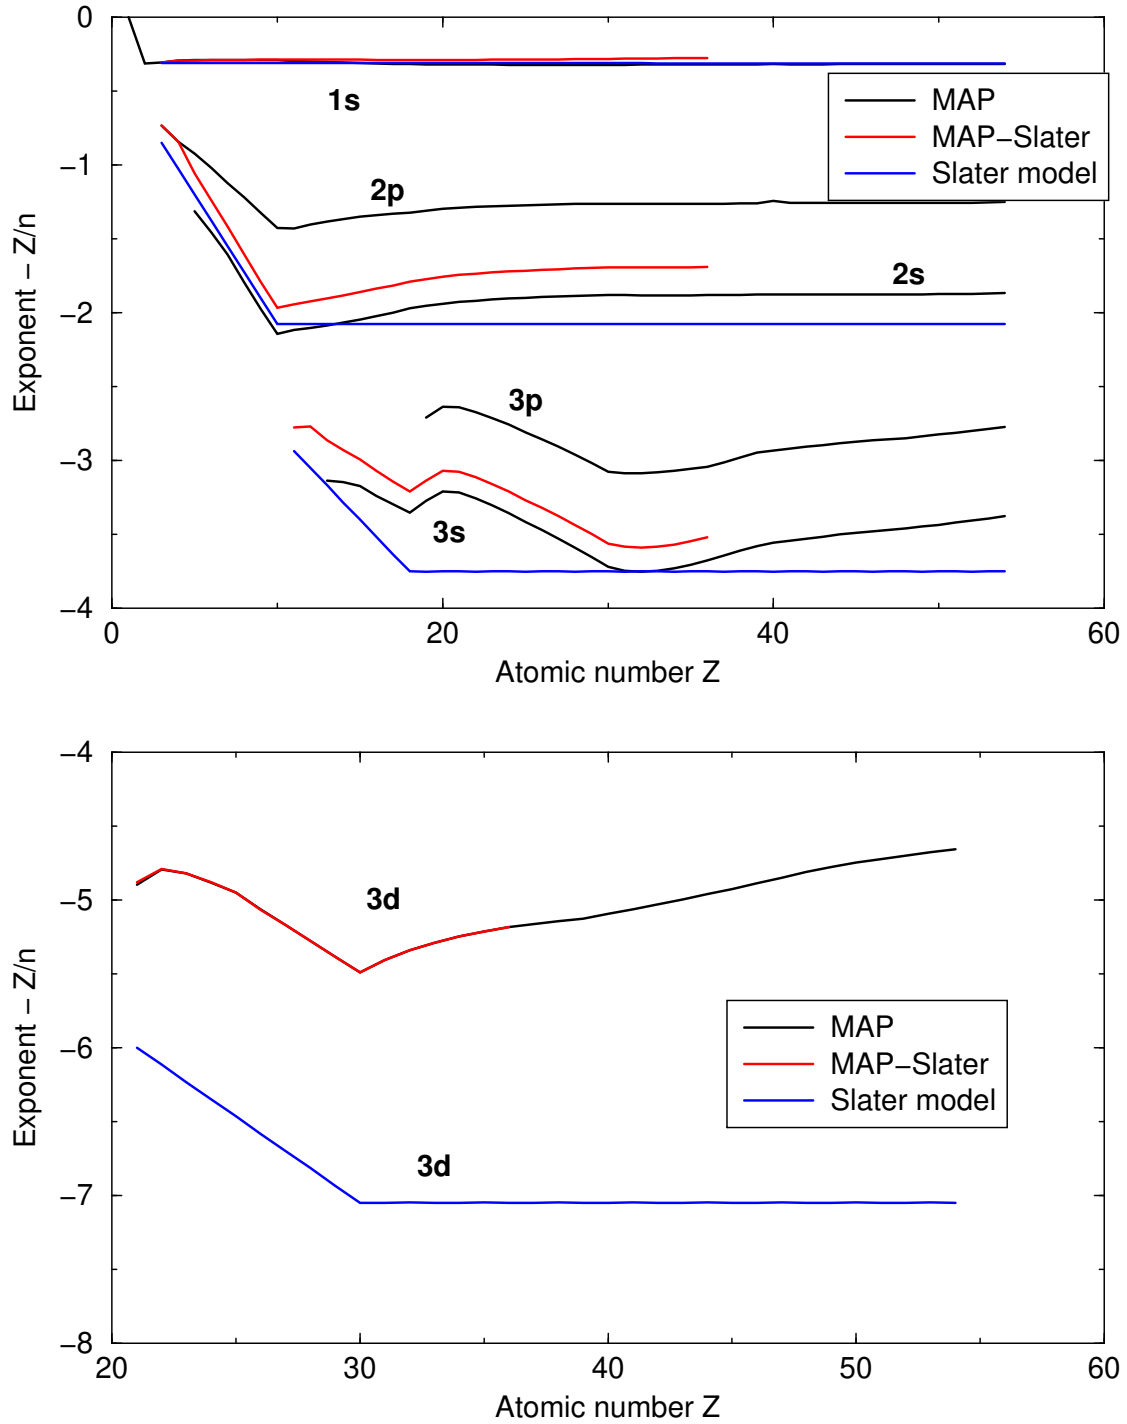 0
−1
−2
−3
−4
Exponent − Z/n
1s
2p
2s
3p
3s
MAP
MAP−Slater
Slater model
0
20
40
60
Atomic number Z
−4
−5
−6
−7
−8
Exponent − Z/n
3d
3d
MAP
MAP−Slater
Slater model
20
30
40
50
60
Atomic number Z